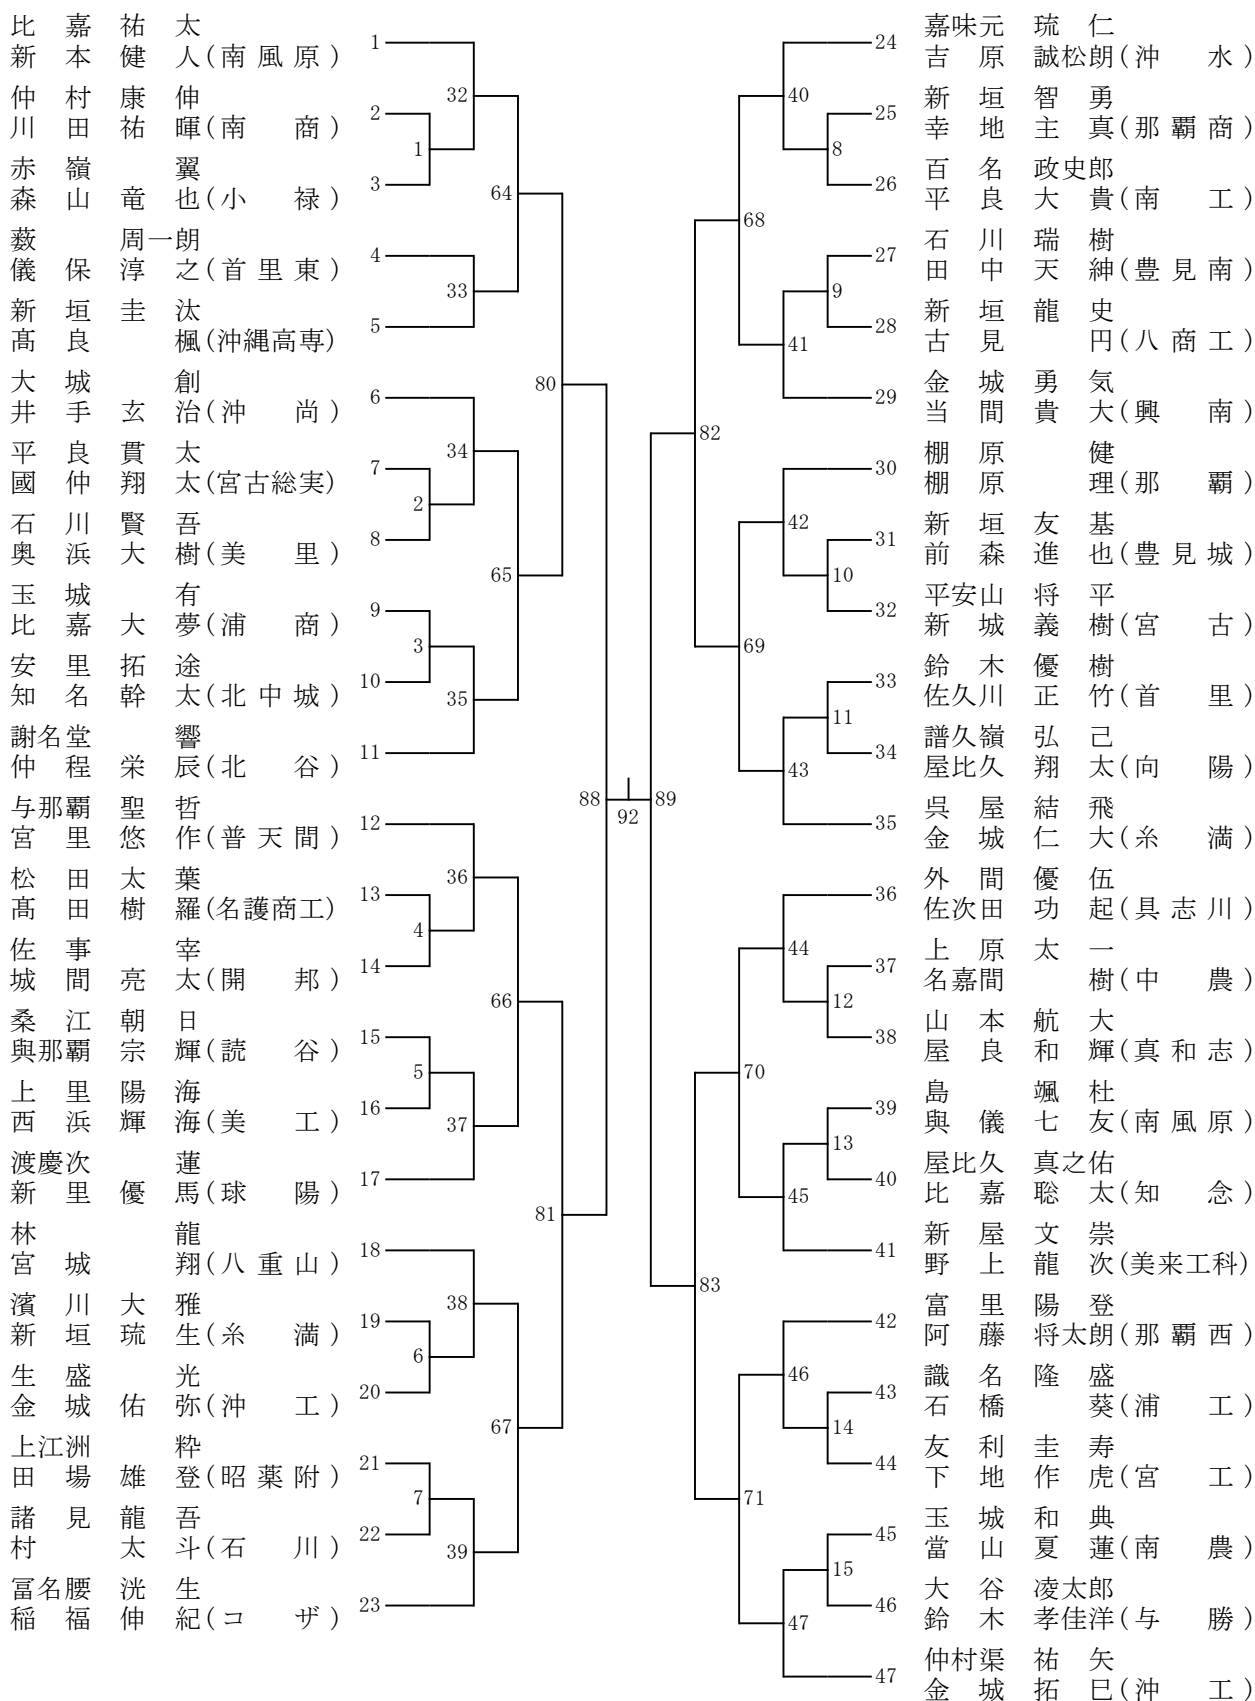 比嘉祐太
新本健人(南風原) 1
仲村康伸
川田祐暉(南商) 2
赤嶺翼
森山竜也(小禄) 3
薮周一朗
儀保淳之(首里東) 4
新垣圭汰
髙良楓(沖縄高専) 5
大城創
井手玄治(沖尚) 6
平良貫太
國仲翔太(宮古総実) 7
石川賢吾
奥浜大樹(美里) 8
玉城有
比嘉大夢(浦商) 9
安里拓途
知名幹太(北中城) 10
謝名堂響
仲程栄辰(北谷) 11
与那覇聖哲
宮里悠作(普天間) 12
松田太葉
髙田樹羅(名護商工) 13
佐事宰
城間亮太(開邦) 14
桑江朝日
與那覇宗輝(読谷) 15
上里陽海
西浜輝海(美工) 16
渡慶次蓮
新里優馬(球陽) 17
林龍
宮城翔(八重山) 18
濱川大雅
新垣琉生(糸満) 19
生盛光
金城佑弥(沖工) 20
上江洲粋
田場雄登(昭薬附) 21
諸見龍吾
村太斗(石川) 22
冨名腰洸生
稲福伸紀(コザ) 23
1
2
3
4
5
6
7
32
33
34
35
36
37
38
39
64
65
66
67
80
81
88
92
89
82
83
68
69
70
71
40
41
42
43
44
45
46
47
8
9
10
11
12
13
14
15
嘉味元琉仁
24 吉原誠松朗(沖水)
新垣智勇
25 幸地主真(那覇商)
百名政史郎
26 平良大貴(南工)
石川瑞樹
27 田中天紳(豊見南)
新垣龍史
28 古見円(八商工)
金城勇気
29 当間貴大(興南)
棚原健
30 棚原理(那覇)
新垣友基
31 前森進也(豊見城)
平安山将平
32 新城義樹(宮古)
鈴木優樹
33 佐久川正竹(首里)
譜久嶺弘己
34 屋比久翔太(向陽)
呉屋結飛
35 金城仁大(糸満)
外間優伍
36 佐次田功起(具志川)
上原太一
37 名嘉間樹(中農)
山本航大
38 屋良和輝(真和志)
島颯杜
39 與儀七友(南風原)
屋比久真之佑
40 比嘉聡太(知念)
新屋文崇
41 野上龍次(美来工科)
富里陽登
42 阿藤将太朗(那覇西)
識名隆盛
43 石橋葵(浦工)
友利圭寿
44 下地作虎(宮工)
玉城和典
45 當山夏蓮(南農)
大谷凌太郎
46 鈴木孝佳洋(与勝)
仲村渠祐矢
47 金城拓巳(沖工)